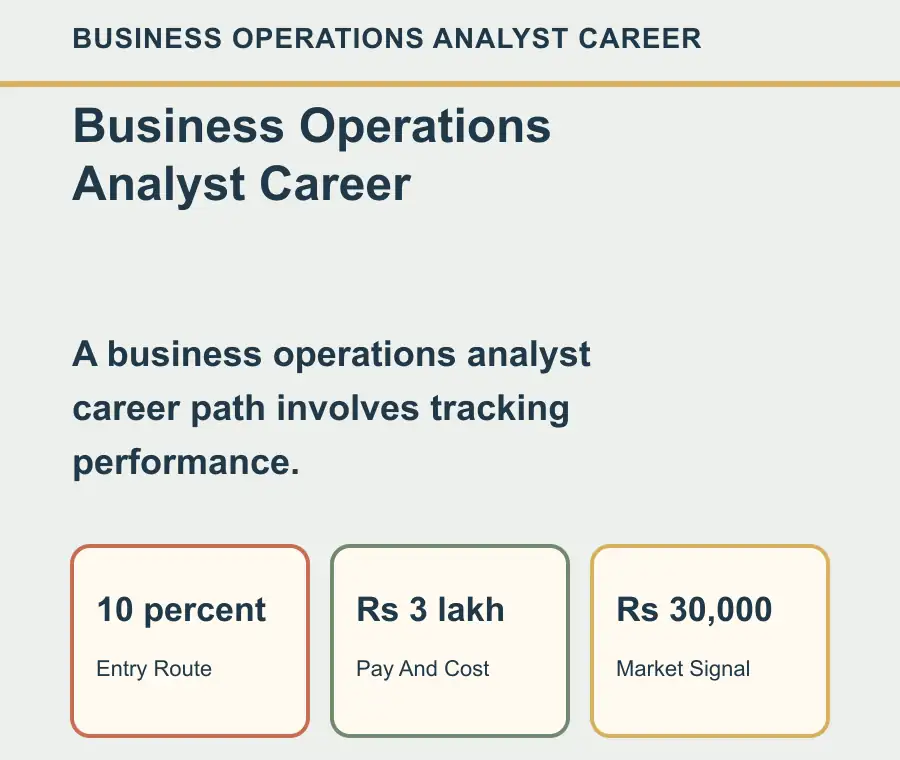 BUSINESS OPERATIONS ANALYST CAREER
Business Operations
Analyst Career
A business operations analyst
career path involves tracking
performance.
10 percent
Entry Route
Rs 3 lakh
Pay And Cost
Rs 30,000
Market Signal